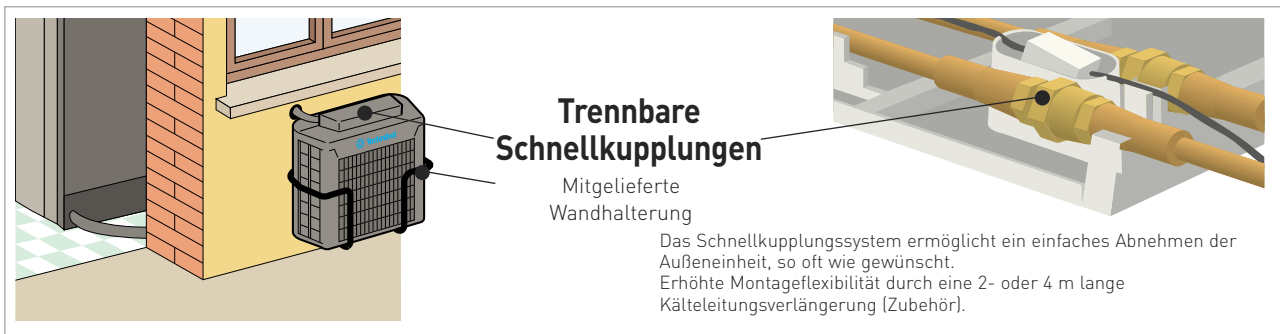 Trennbare
Schnellkupplungen
Mitgelieferte
Wandhalterung
Das Schnellkupplungssystem ermöglicht ein einfaches Abnehmen der
Außeneinheit, so oft wie gewünscht.
Erhöhte Montageflexibilität durch eine 2- oder 4 m lange
Kälteleitungsverlängerung (Zubehör).